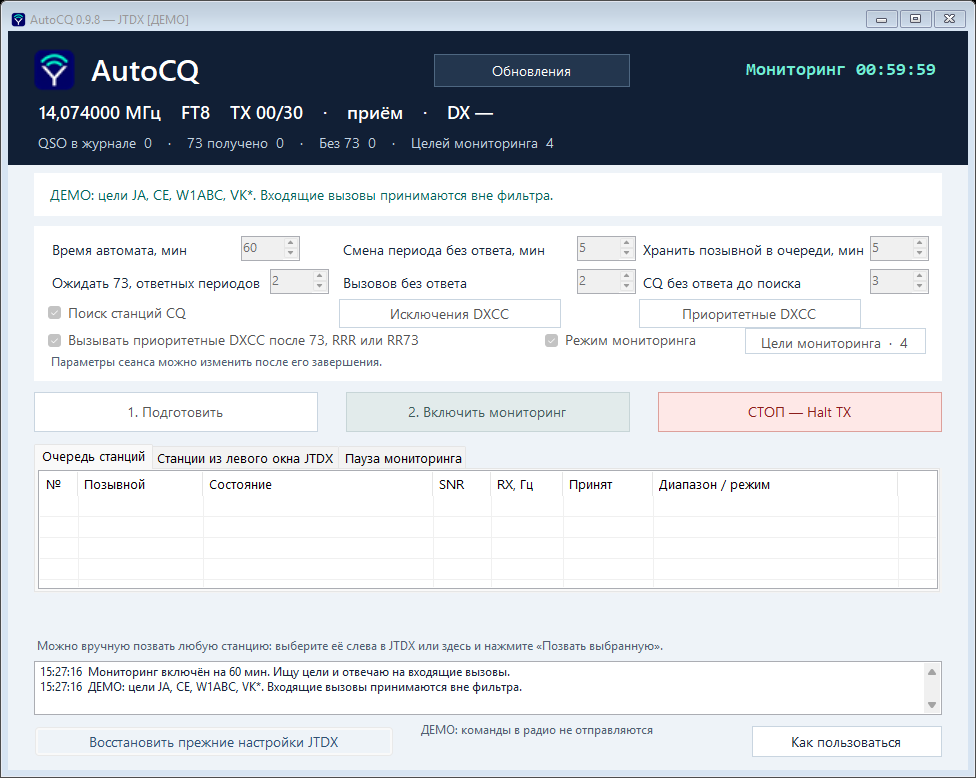 AutoCQ 0.9.8 — JTDX [ДЕМО]
AutoCQ
Обновления
Мониторинг 00:59:59
14,074000 МГц FT8 TX 00/30 · приём · DX —
QSO в журнале 0 · 73 получено 0 · Без 73 0 · Целей мониторинга 4
ДЕМО: цели JA, CE, W1ABC, VK*. Входящие вызовы принимаются вне фильтра.
Время автомата, мин 60 Смена периода без ответа, мин 5 Хранить позывной в очереди, мин 5
Ожидать 73, ответных периодов 2 Вызовов без ответа 2 CQ без ответа до поиска 3
Поиск станций CQ Исключения DXCC Приоритетные DXCC
Вызывать приоритетные DXCC после 73, RRR или RR73 Режим мониторинга Цели мониторинга · 4
Параметры сеанса можно изменить после его завершения.
1. Подготовить 2. Включить мониторинг СТОП — Halt TX
Очередь станций Станции из левого окна JTDX Пауза мониторинга
№ Позывной Состояние SNR RX, Гц Принят Диапазон / режим
Можно вручную позвать любую станцию: выберите её слева в JTDX или здесь и нажмите «Позвать выбранную».
15:27:16 Мониторинг включён на 60 мин. Ищу цели и отвечаю на входящие вызовы.
15:27:16 ДЕМО: цели JA, CE, W1ABC, VK*. Входящие вызовы принимаются вне фильтра.
Восстановить прежние настройки JTDX ДЕМО: команды в радио не отправляются Как пользоваться